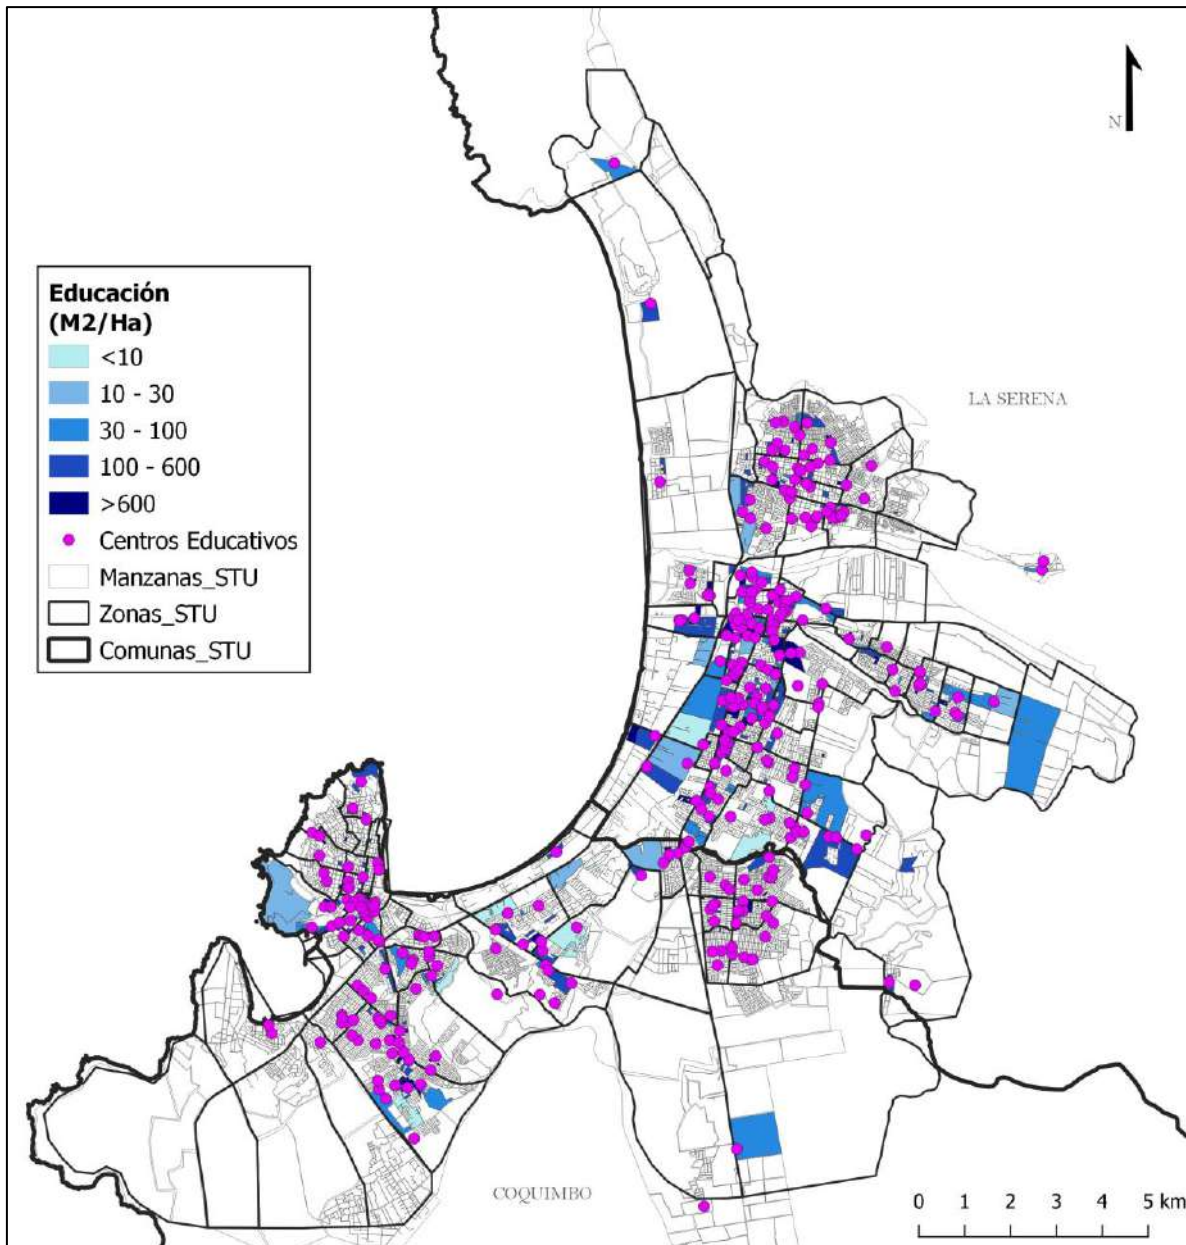 N
LA SERENA
Educación
(M2/Ha)
<10
10 - 30
30 - 100
100 - 600
>600
Centros Educativos
Manzanas_STU
Zonas_STU
Comunas_STU
COQUIMBO
0 1 2 3 4 5 km